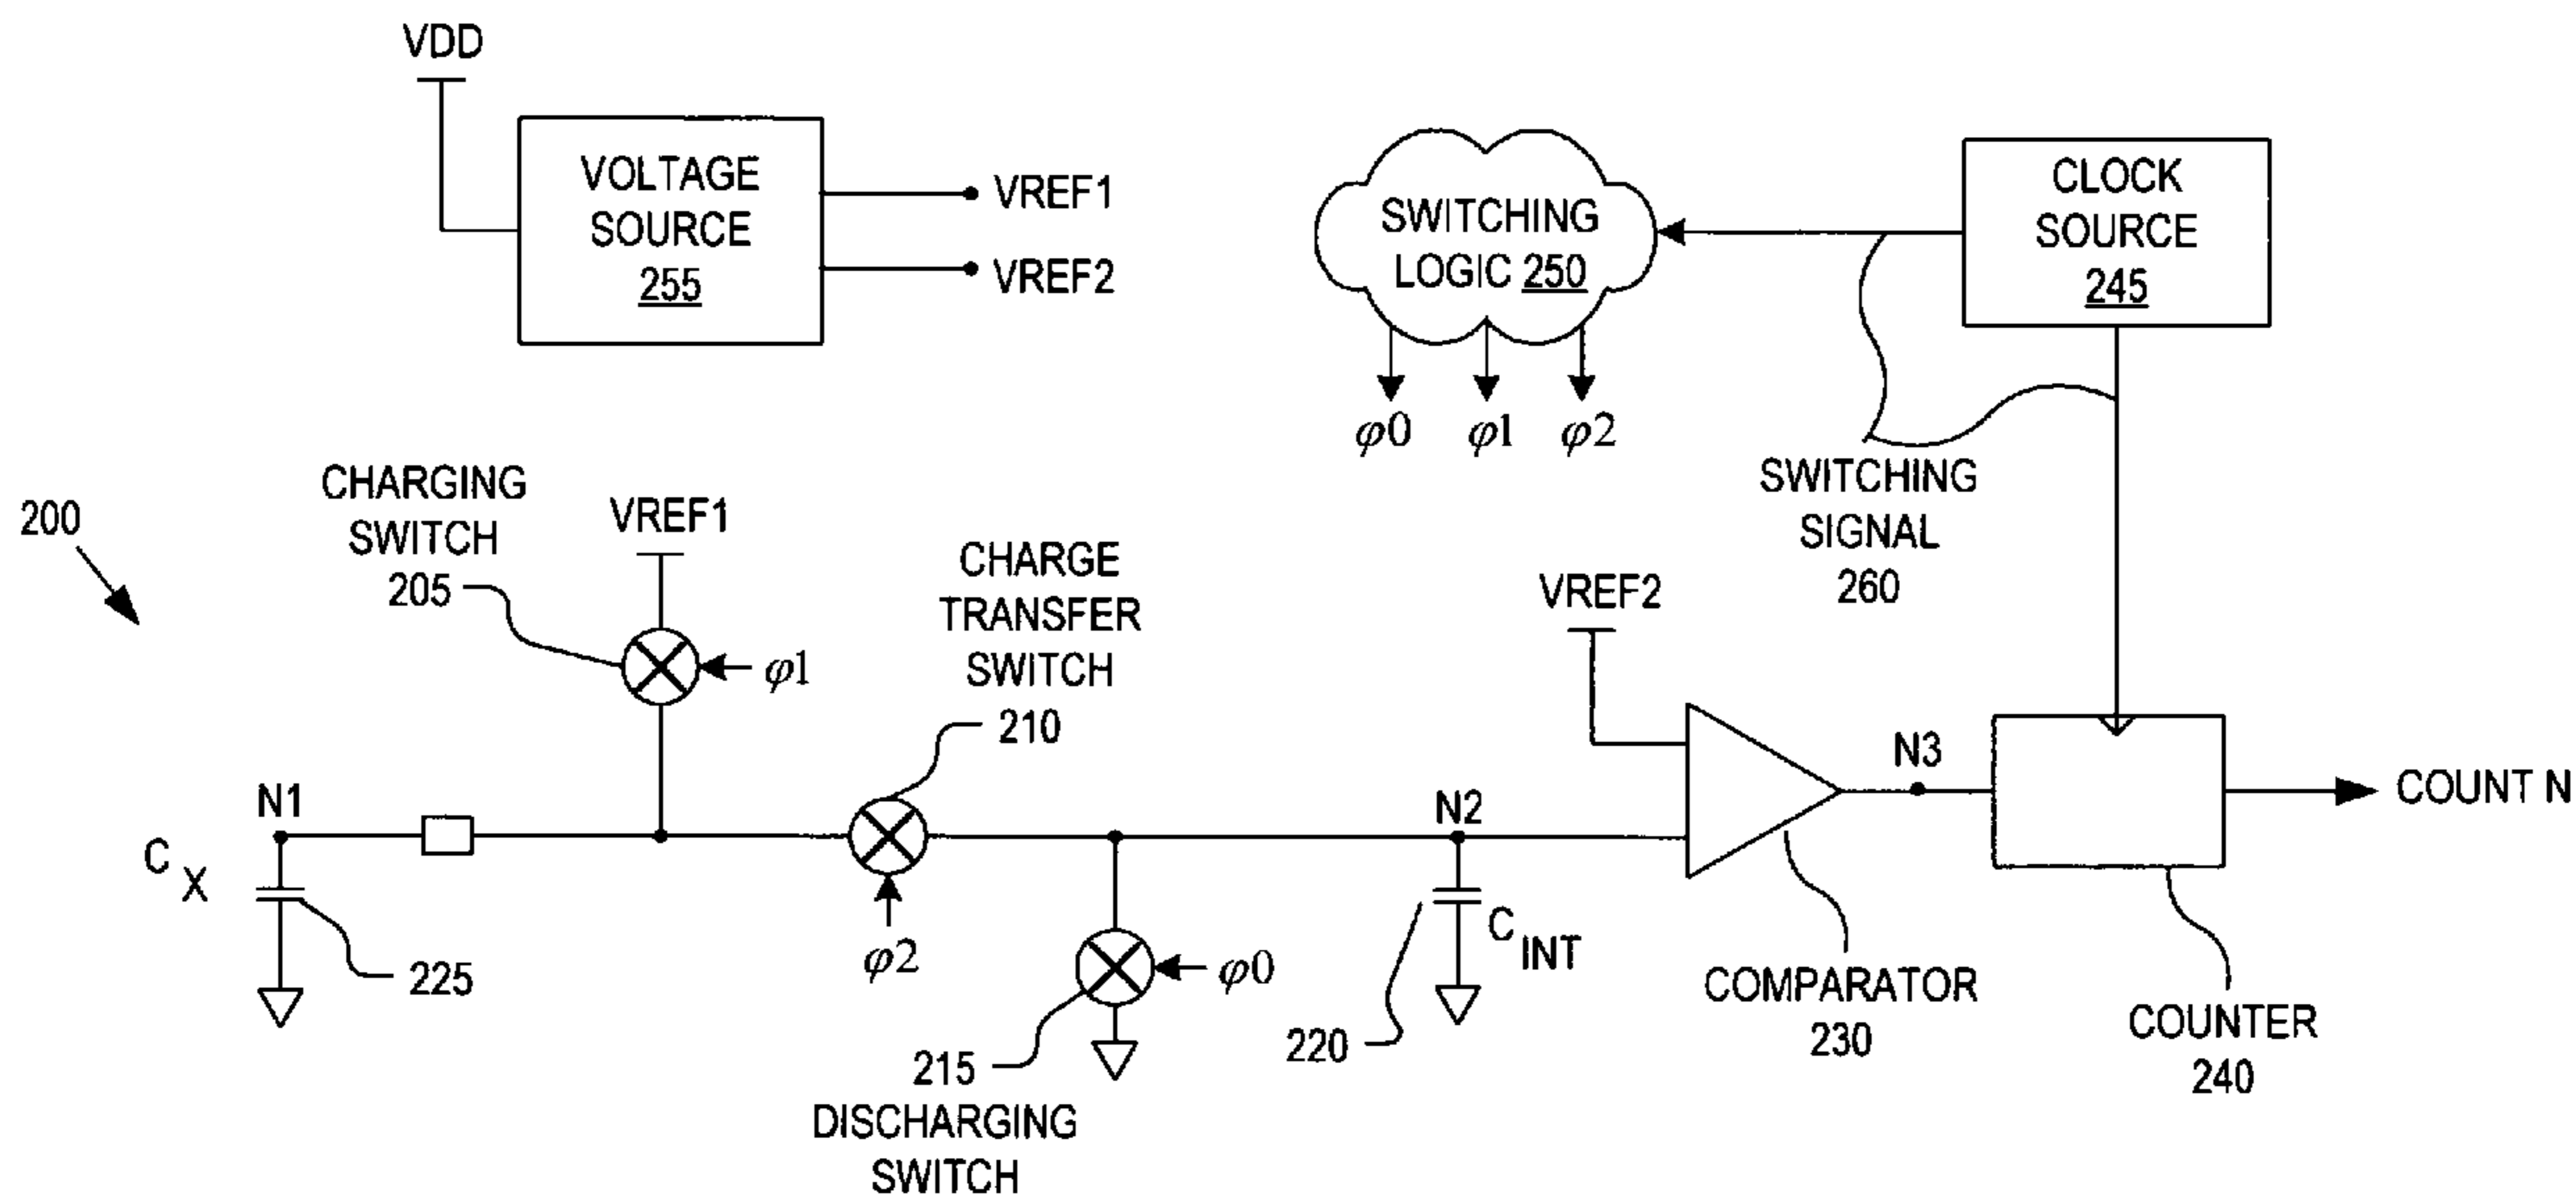 VDD
VOLTAGE
SOURCE
255
VREF1
VREF2
SWITCHING
LOGIC 250
φ0 φ1 φ2
CLOCK
SOURCE
245
SWITCHING
SIGNAL
260
200
CHARGING
SWITCH
205
VREF1
φ1
CHARGE
TRANSFER
SWITCH
210
φ2
N1
C X
225
215
DISCHARGING
SWITCH
φ0
N2
C INT
220
VREF2
COMPARATOR
230
N3
COUNTER
240
COUNT N